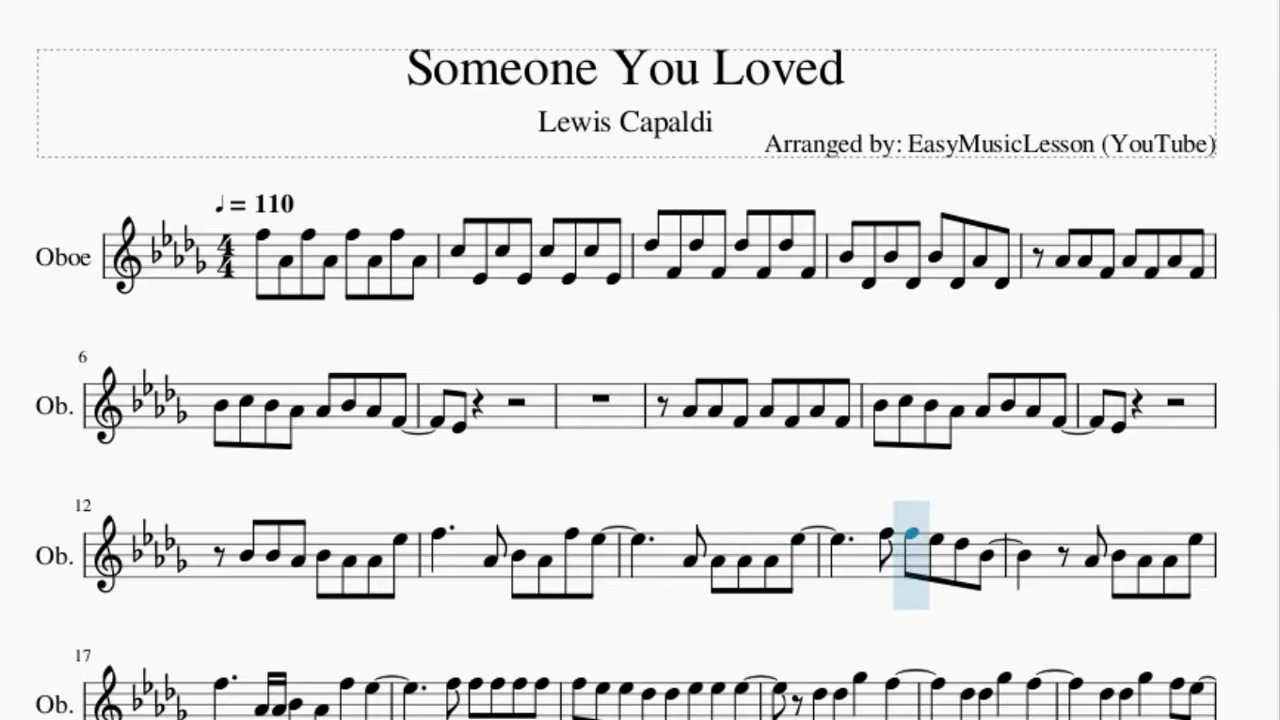 Someone You Loved
Lewis Capaldi
Arranged by: EasyMusicLesson (YouTube)
♩= 110
Oboe
4
4
6
Ob.
12
Ob.
17
Ob.